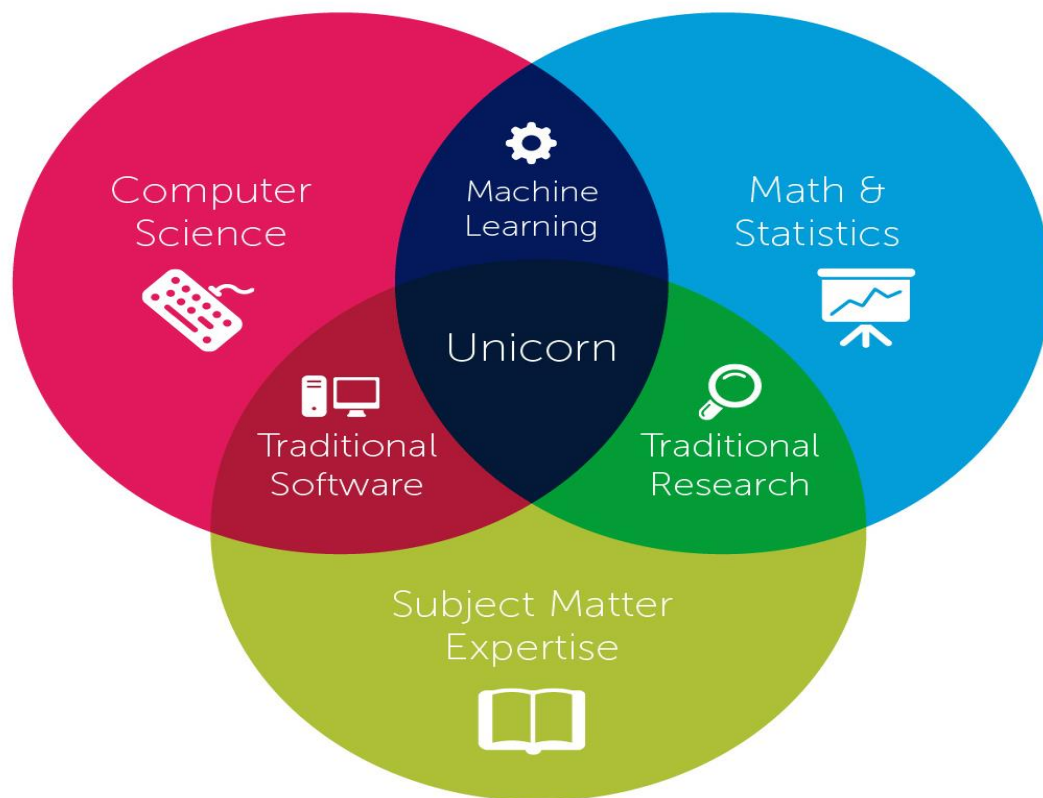 Computer
Science
Machine
Learning
Math &
Statistics
Unicorn
Traditional
Software
Traditional
Research
Subject Matter
Expertise